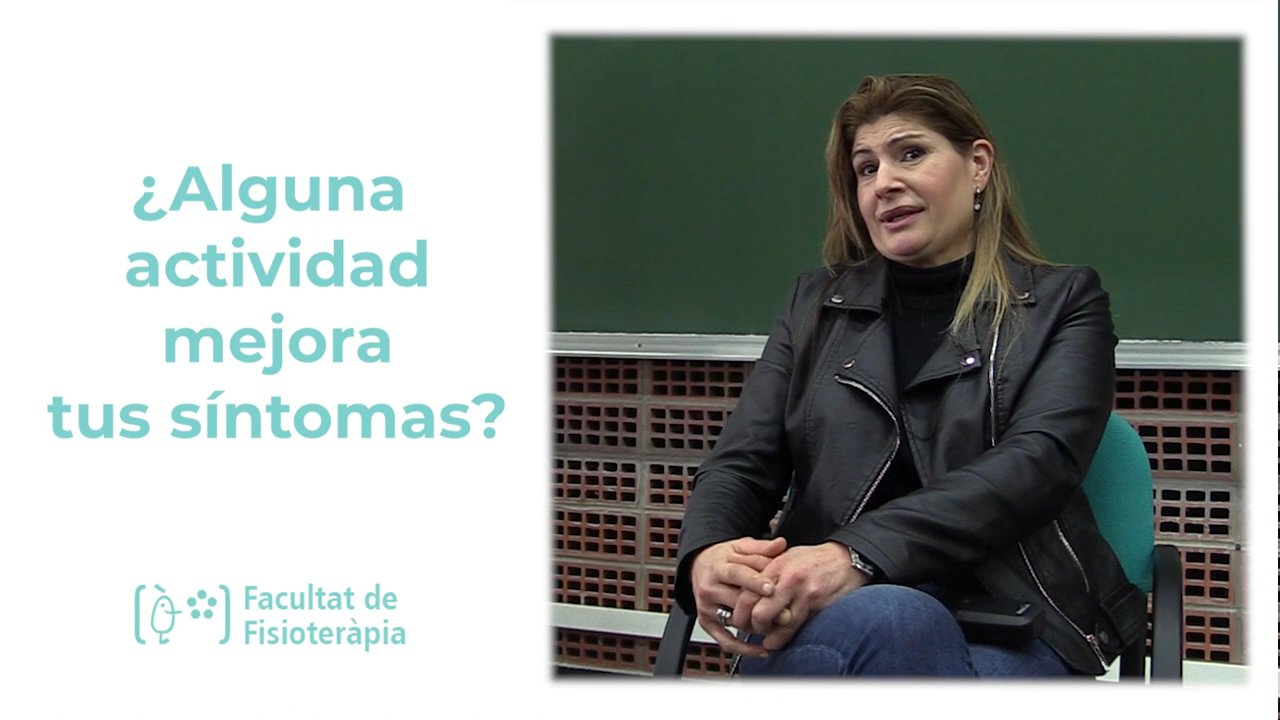 ¿Alguna
actividad
mejora
tus síntomas?
Facultat de
Fisioteràpia